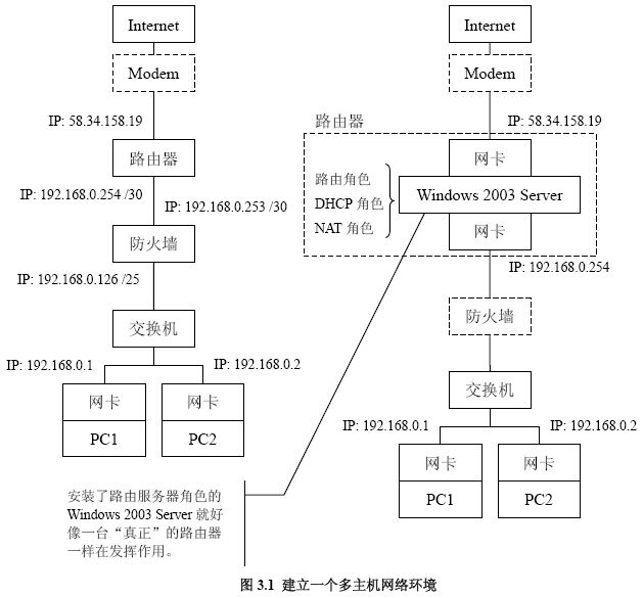 Internet
Modem
IP: 58.34.158.19
路由器
IP: 192.168.0.254 /30
IP: 192.168.0.253 /30
防火墙
IP: 192.168.0.126 /25
交换机
IP: 192.168.0.1
IP: 192.168.0.2
网卡
PC1
网卡
PC2
安装了路由服务器角色的
Windows 2003 Server 就好
像一台“真正”的路由器
一样在发挥作用。
Internet
Modem
IP: 58.34.158.19
路由器
网卡
路由角色
DHCP 角色
NAT 角色
Windows 2003 Server
网卡
IP: 192.168.0.254
防火墙
交换机
IP: 192.168.0.1
IP: 192.168.0.2
网卡
PC1
网卡
PC2
图 3.1 建立一个多主机网络环境